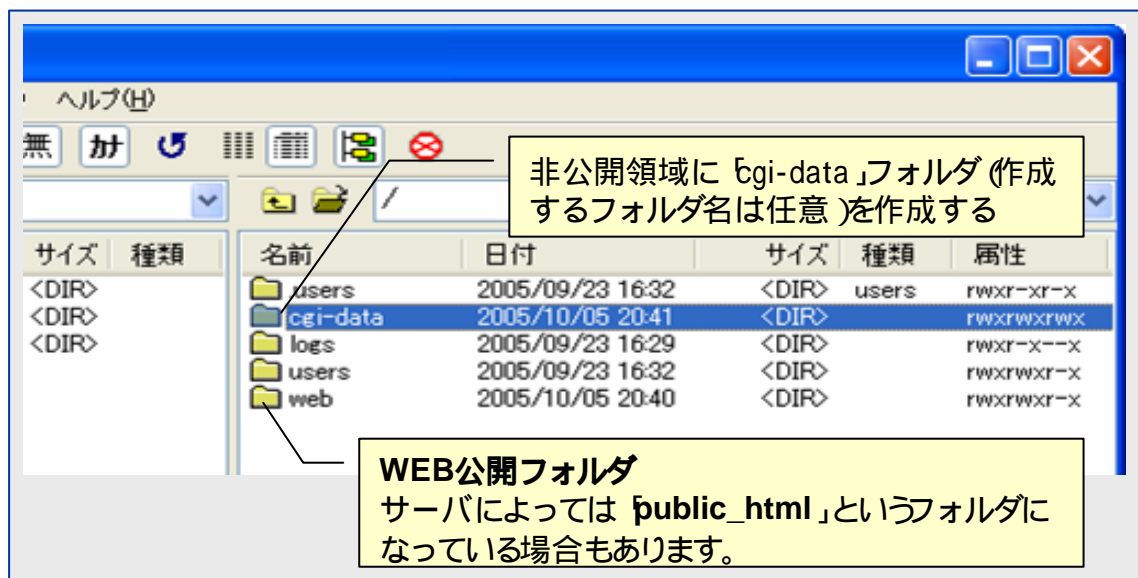 ヘルプ(H)
無 カナ
/
非公開領域に「cgi-data」フォルダ(作成
するフォルダ名は任意)を作成する
サイズ 種類
<DIR>
<DIR>
<DIR>
名前 日付 サイズ 種類 属性
.users 2005/09/23 16:32 <DIR> users rwxr-xr-x
cgi-data 2005/10/05 20:41 <DIR> rwxrwxrwx
logs 2005/09/23 16:29 <DIR> rwxr-x--x
users 2005/09/23 16:32 <DIR> rwxrwxr-x
web 2005/10/05 20:40 <DIR> rwxrwxr-x
WEB公開フォルダ
サーバによっては「public_html」というフォルダに
なっている場合もあります。